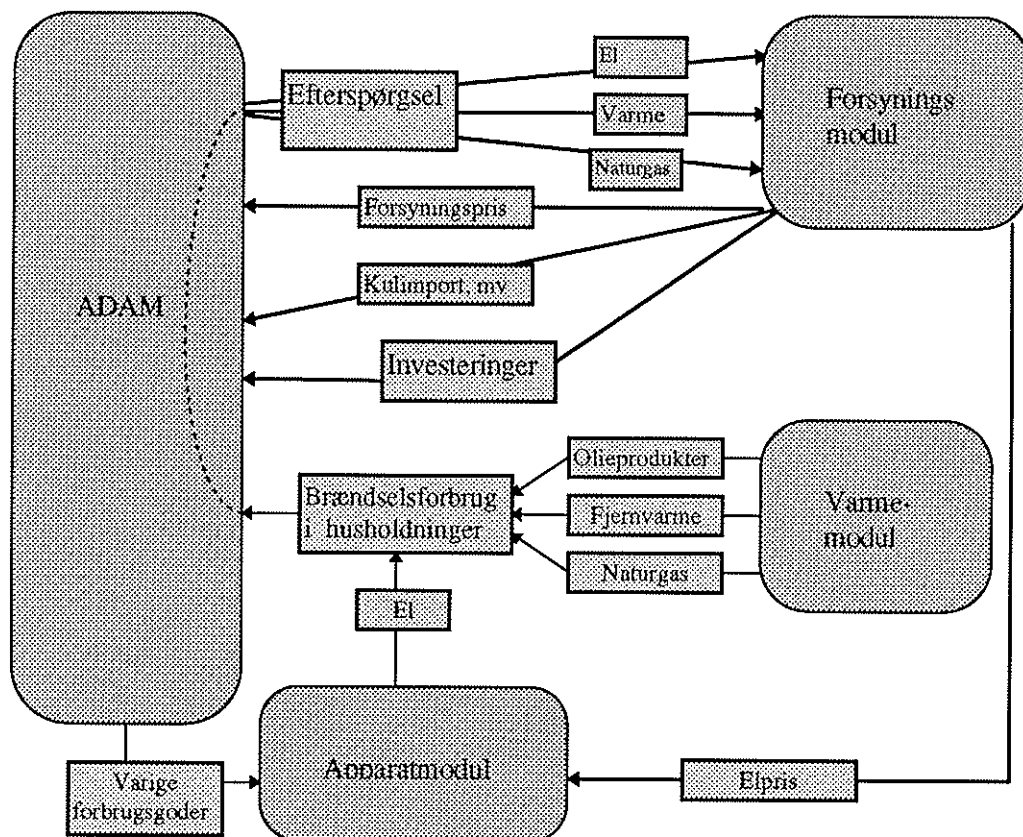 El
Efterspørgsel
Varme
Forsynings
modul
Naturgas
Forsyningspris
Kulimport, mv
ADAM
Investeringer
Olieprodukter
Brændselsforbrug
i husholdninger
Fjernvarme
Varme-
modul
Naturgas
El
Apparatmodul
Varige
forbrugsgoder
Elpris